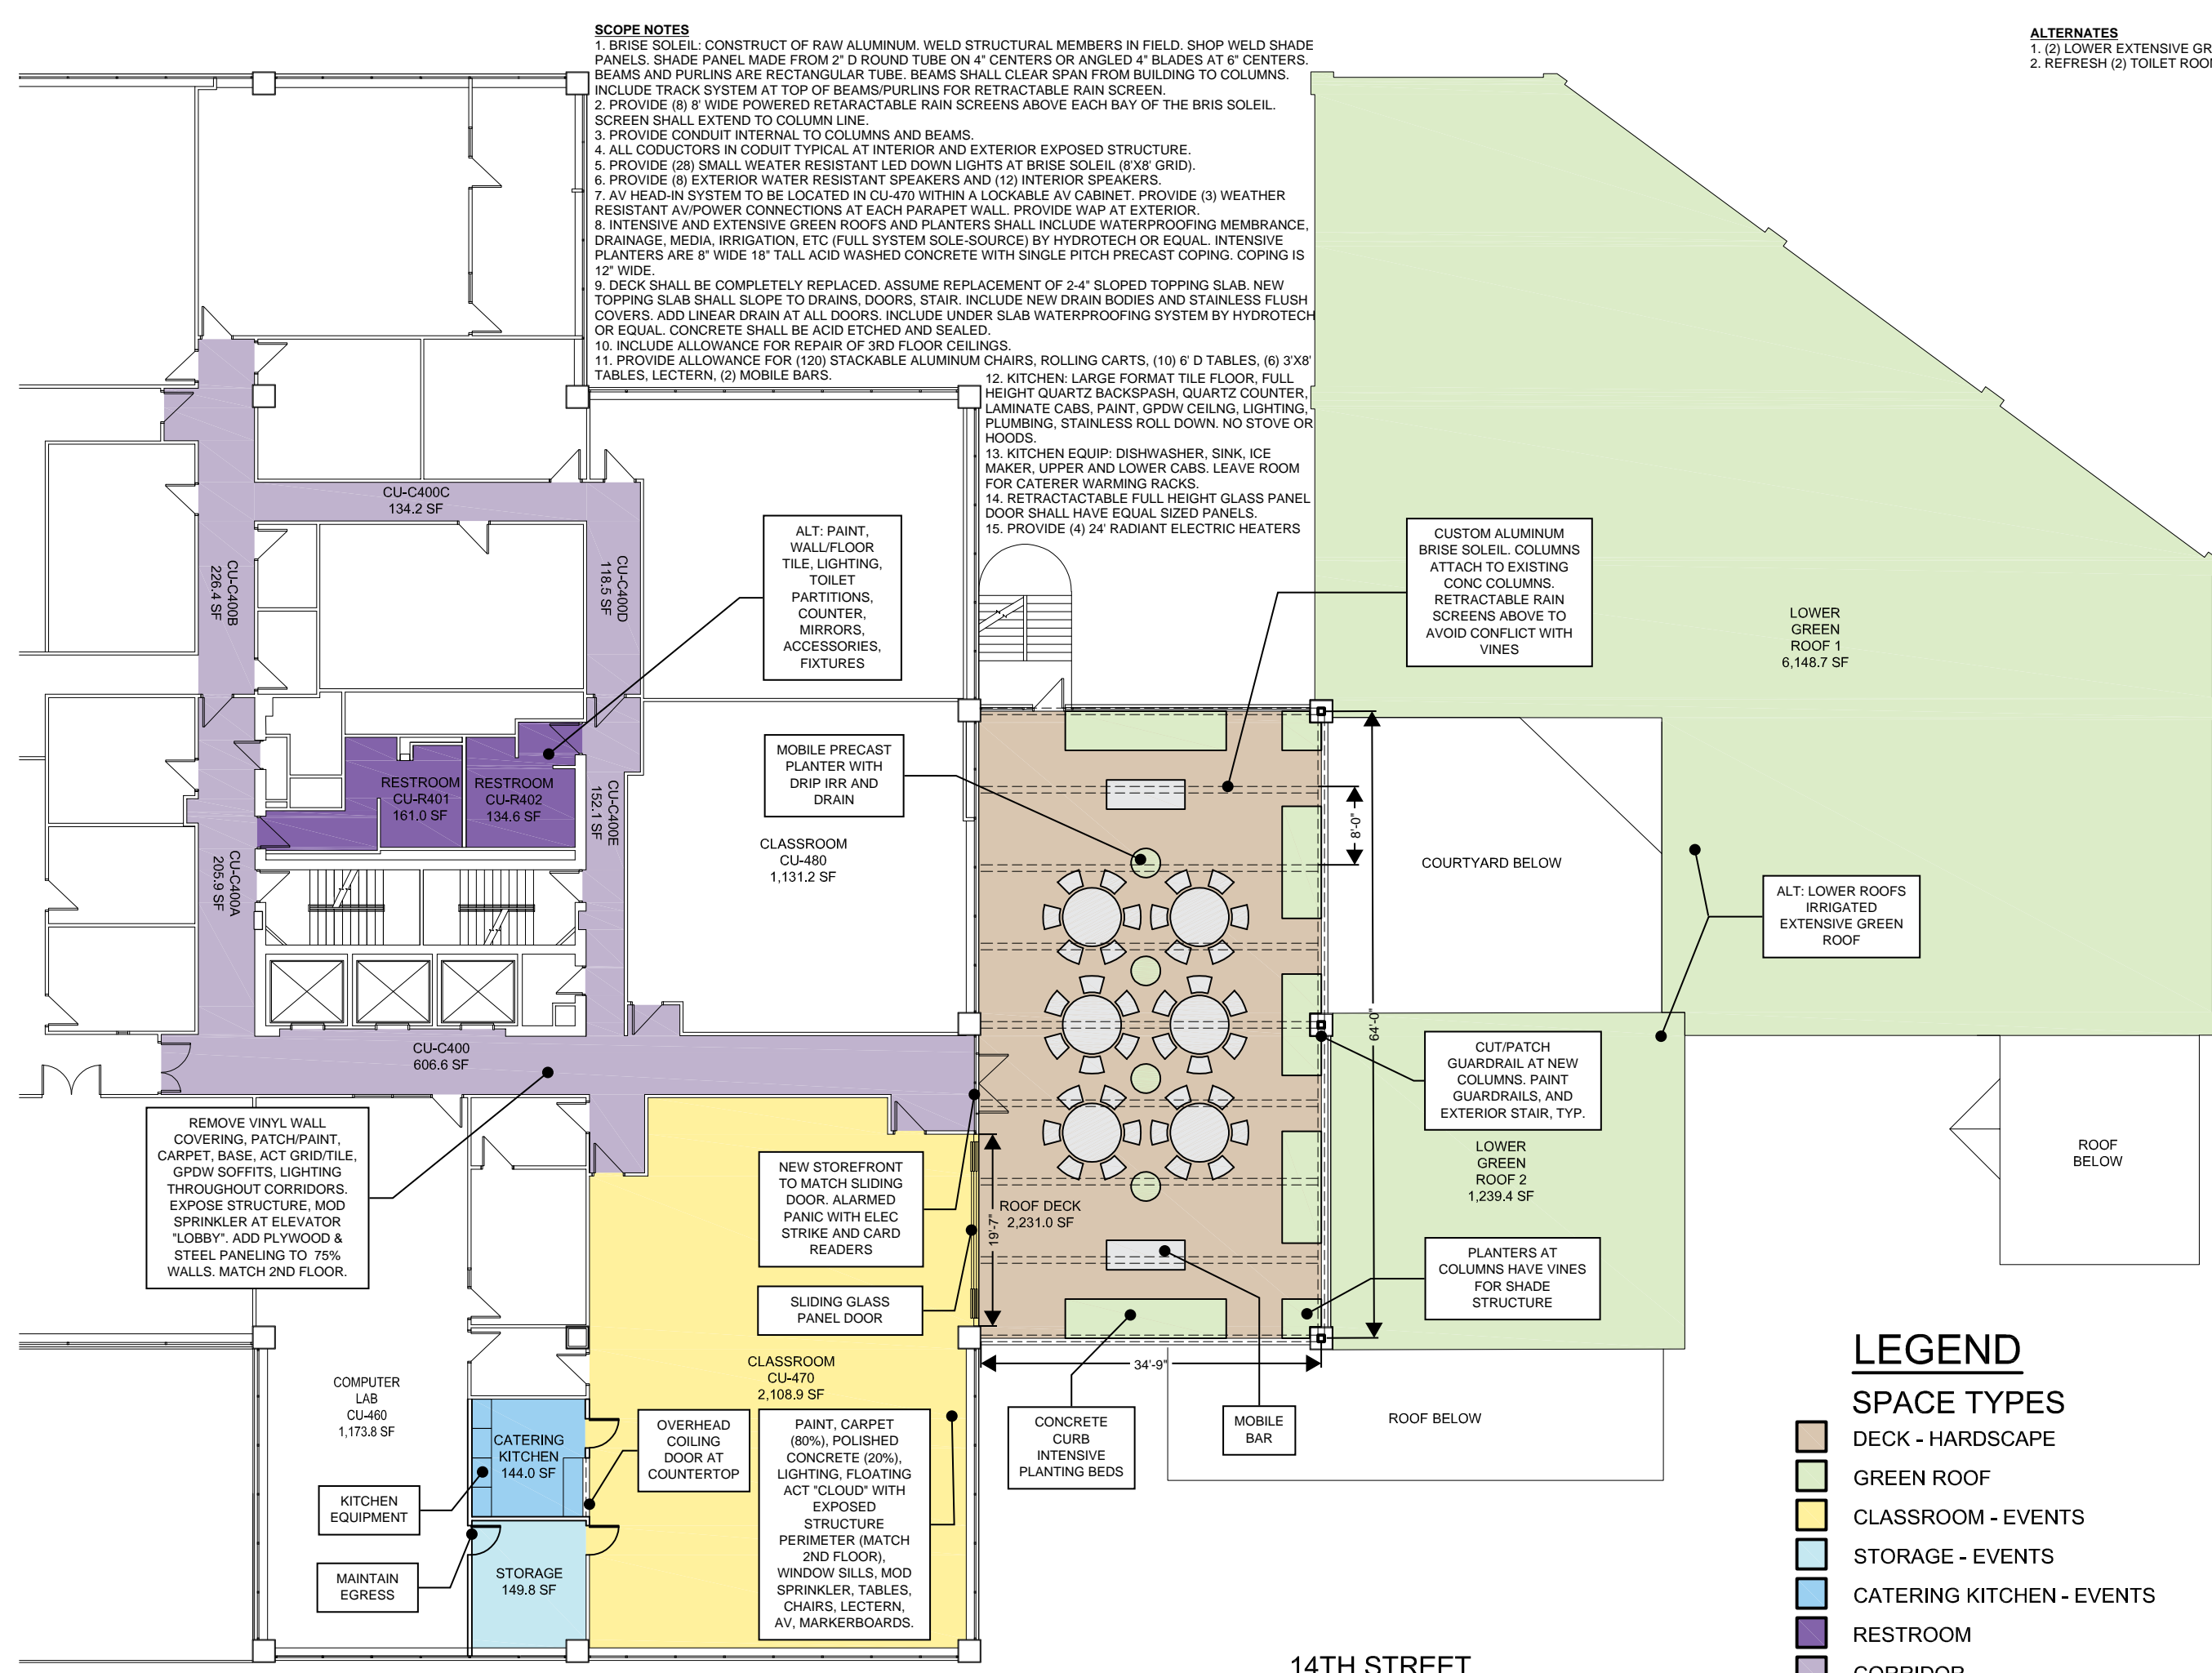 SCOPE NOTES
1. BRISE SOLEIL: CONSTRUCT OF RAW ALUMINUM. WELD STRUCTURAL MEMBERS IN FIELD. SHOP WELD SHADE
PANELS. SHADE PANEL MADE FROM 2" D ROUND TUBE ON 4" CENTERS OR ANGLED 4" BLADES AT 6" CENTERS.
BEAMS AND PURLINS ARE RECTANGULAR TUBE. BEAMS SHALL CLEAR SPAN FROM BUILDING TO COLUMNS.
INCLUDE TRACK SYSTEM AT TOP OF BEAMS/PURLINS FOR RETRACTABLE RAIN SCREEN.
2. PROVIDE (8) 8' WIDE POWERED RETARACTABLE RAIN SCREENS ABOVE EACH BAY OF THE BRIS SOLEIL.
SCREEN SHALL EXTEND TO COLUMN LINE.
3. PROVIDE CONDUIT INTERNAL TO COLUMNS AND BEAMS.
4. ALL CODUCTORS IN CODUIT TYPICAL AT INTERIOR AND EXTERIOR EXPOSED STRUCTURE.
5. PROVIDE (28) SMALL WEATER RESISTANT LED DOWN LIGHTS AT BRISE SOLEIL (8'X8' GRID).
6. PROVIDE (8) EXTERIOR WATER RESISTANT SPEAKERS AND (12) INTERIOR SPEAKERS.
7. AV HEAD-IN SYSTEM TO BE LOCATED IN CU-470 WITHIN A LOCKABLE AV CABINET. PROVIDE (3) WEATHER
RESISTANT AV/POWER CONNECTIONS AT EACH PARAPET WALL. PROVIDE WAP AT EXTERIOR.
8. INTENSIVE AND EXTENSIVE GREEN ROOFS AND PLANTERS SHALL INCLUDE WATERPROOFING MEMBRANCE,
DRAINAGE, MEDIA, IRRIGATION, ETC (FULL SYSTEM SOLE-SOURCE) BY HYDROTECH OR EQUAL. INTENSIVE
PLANTERS ARE 8" WIDE 18" TALL ACID WASHED CONCRETE WITH SINGLE PITCH PRECAST COPING. COPING IS
12" WIDE.
9. DECK SHALL BE COMPLETELY REPLACED. ASSUME REPLACEMENT OF 2-4" SLOPED TOPPING SLAB. NEW
TOPPING SLAB SHALL SLOPE TO DRAINS, DOORS, STAIR. INCLUDE NEW DRAIN BODIES AND STAINLESS FLUSH
COVERS. ADD LINEAR DRAIN AT ALL DOORS. INCLUDE UNDER SLAB WATERPROOFING SYSTEM BY HYDROTECH
OR EQUAL. CONCRETE SHALL BE ACID ETCHED AND SEALED.
10. INCLUDE ALLOWANCE FOR REPAIR OF 3RD FLOOR CEILINGS.
11. PROVIDE ALLOWANCE FOR (120) STACKABLE ALUMINUM CHAIRS, ROLLING CARTS, (10) 6' D TABLES, (6) 3'X8'
TABLES, LECTERN, (2) MOBILE BARS.
12. KITCHEN: LARGE FORMAT TILE FLOOR, FULL
HEIGHT QUARTZ BACKSPASH, QUARTZ COUNTER,
LAMINATE CABS, PAINT, GPDW CEILNG, LIGHTING,
PLUMBING, STAINLESS ROLL DOWN. NO STOVE OR
HOODS.
13. KITCHEN EQUIP: DISHWASHER, SINK, ICE
MAKER, UPPER AND LOWER CABS. LEAVE ROOM
FOR CATERER WARMING RACKS.
14. RETRACTACTABLE FULL HEIGHT GLASS PANEL
DOOR SHALL HAVE EQUAL SIZED PANELS.
15. PROVIDE (4) 24' RADIANT ELECTRIC HEATERS
ALTERNATES
1. (2) LOWER EXTENSIVE GR
2. REFRESH (2) TOILET ROO
CU-C400C
134.2 SF
CU-C400B
226.4 SF
CU-C400D
118.5 SF
ALT: PAINT,
WALL/FLOOR
TILE, LIGHTING,
TOILET
PARTITIONS,
COUNTER,
MIRRORS,
ACCESSORIES,
FIXTURES
CUSTOM ALUMINUM
BRISE SOLEIL. COLUMNS
ATTACH TO EXISTING
CONC COLUMNS.
RETRACTABLE RAIN
SCREENS ABOVE TO
AVOID CONFLICT WITH
VINES
LOWER
GREEN
ROOF 1
6,148.7 SF
RESTROOM
CU-R401
161.0 SF
RESTROOM
CU-R402
134.6 SF
CU-C400E
152.1 SF
CU-C400A
205.9 SF
MOBILE PRECAST
PLANTER WITH
DRIP IRR AND
DRAIN
CLASSROOM
CU-480
1,131.2 SF
8'-0"
COURTYARD BELOW
ALT: LOWER ROOFS
IRRIGATED
EXTENSIVE GREEN
ROOF
64'-0"
CU-C400
606.6 SF
CUT/PATCH
GUARDRAIL AT NEW
COLUMNS. PAINT
GUARDRAILS, AND
EXTERIOR STAIR, TYP.
REMOVE VINYL WALL
COVERING, PATCH/PAINT,
CARPET, BASE, ACT GRID/TILE,
GPDW SOFFITS, LIGHTING
THROUGHOUT CORRIDORS.
EXPOSE STRUCTURE, MOD
SPRINKLER AT ELEVATOR
"LOBBY". ADD PLYWOOD &
STEEL PANELING TO 75%
WALLS. MATCH 2ND FLOOR.
NEW STOREFRONT
TO MATCH SLIDING
DOOR. ALARMED
PANIC WITH ELEC
STRIKE AND CARD
READERS
19'-7"
ROOF DECK
2,231.0 SF
LOWER
GREEN
ROOF 2
1,239.4 SF
ROOF
BELOW
PLANTERS AT
COLUMNS HAVE VINES
FOR SHADE
STRUCTURE
SLIDING GLASS
PANEL DOOR
34'-9"
CLASSROOM
CU-470
2,108.9 SF
COMPUTER
LAB
CU-460
1,173.8 SF
CATERING
KITCHEN
144.0 SF
OVERHEAD
COILING
DOOR AT
COUNTERTOP
PAINT, CARPET
(80%), POLISHED
CONCRETE (20%),
LIGHTING, FLOATING
ACT "CLOUD" WITH
EXPOSED
STRUCTURE
PERIMETER (MATCH
2ND FLOOR),
WINDOW SILLS, MOD
SPRINKLER, TABLES,
CHAIRS, LECTERN,
AV, MARKERBOARDS.
CONCRETE
CURB
INTENSIVE
PLANTING BEDS
MOBILE
BAR
ROOF BELOW
KITCHEN
EQUIPMENT
MAINTAIN
EGRESS
STORAGE
149.8 SF
14TH STREET
LEGEND
SPACE TYPES
DECK - HARDSCAPE
GREEN ROOF
CLASSROOM - EVENTS
STORAGE - EVENTS
CATERING KITCHEN - EVENTS
RESTROOM
CORRIDOR